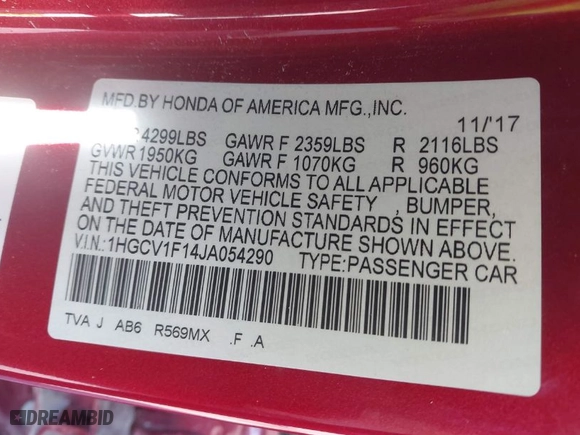 MFD.BY HONDA OF AMERICA MFG.,INC.
11/'17
4299LBS GAWR F 2359LBS R 2116LBS
GVWR 1950KG GAWR F 1070KG R 960KG
THIS VEHICLE CONFORMS TO ALL APPLICABLE
FEDERAL MOTOR VEHICLE SAFETY , BUMPER,
AND THEFT PREVENTION STANDARDS IN EFFECT
ON THE DATE OF MANUFACTURE SHOWN ABOVE.
V.I.N.:1HGCV1F14JA054290 TYPE:PASSENGER CAR
TVA J AB6 R569MX .F .A
DREAMBID